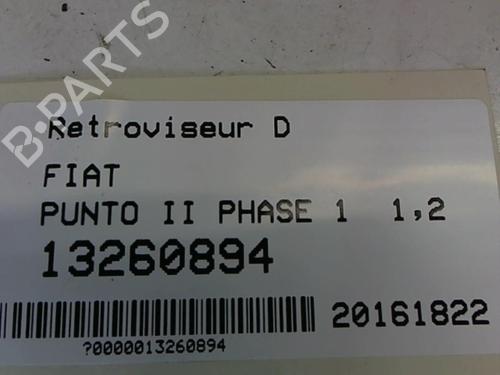 B-PARTS
Retroviseur D
FIAT
PUNTO II PHASE 1 1,2
13260894
20161822
?0000013260894